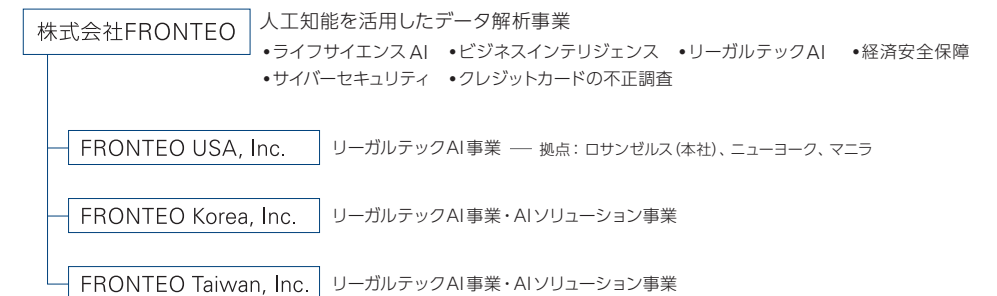 株式会社FRONTEO
人工知能を活用したデータ解析事業
•ライフサイエンスAI •ビジネスインテリジェンス •リーガルテックAI •経済安全保障
•サイバーセキュリティ •クレジットカードの不正調査
FRONTEO USA, Inc. リーガルテックAI事業 ― 拠点：ロサンゼルス（本社）、ニューヨーク、マニラ
FRONTEO Korea, Inc. リーガルテックAI事業・AIソリューション事業
FRONTEO Taiwan, Inc. リーガルテックAI事業・AIソリューション事業